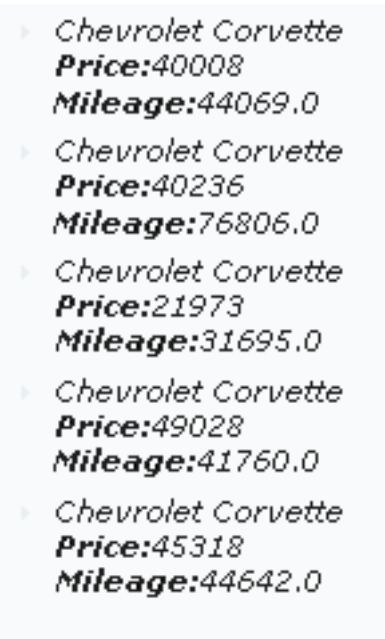 Chevrolet Corvette
Price:40008
Mileage:44069.0
Chevrolet Corvette
Price:40236
Mileage:76806.0
Chevrolet Corvette
Price:21973
Mileage:31695.0
Chevrolet Corvette
Price:49028
Mileage:41760.0
Chevrolet Corvette
Price:45318
Mileage:44642.0